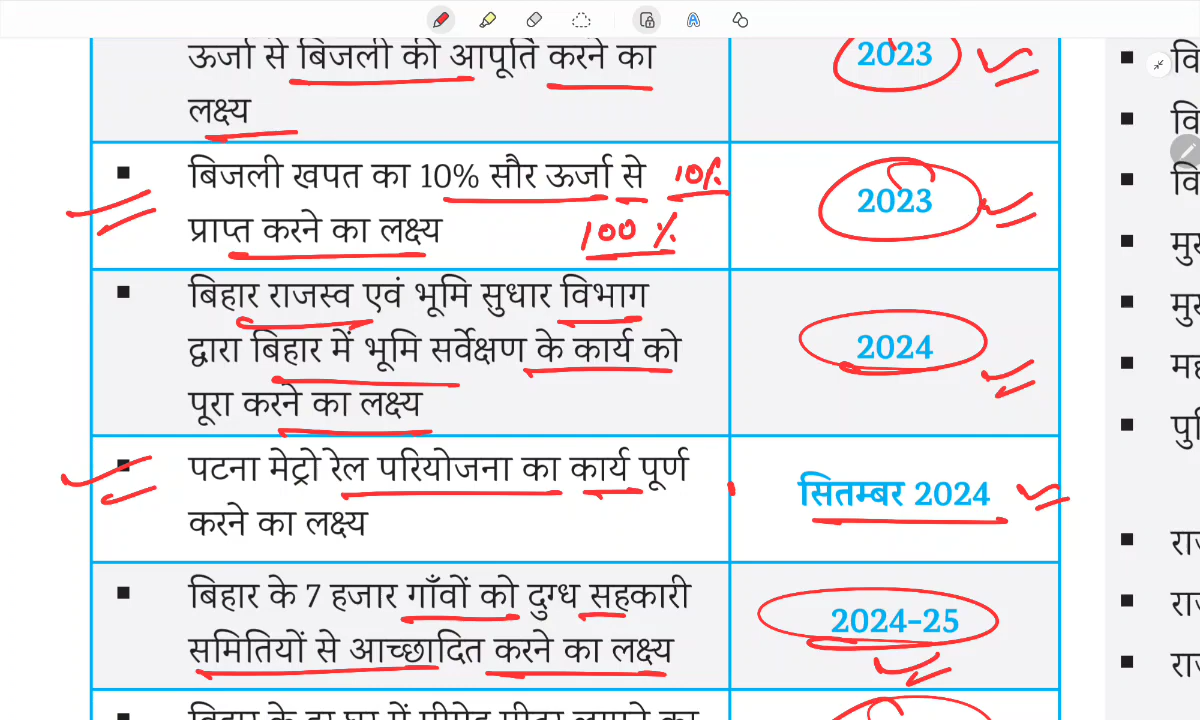 ऊर्जा से बिजली की आपूर्ति करने का
लक्ष्य
2023
बिजली खपत का 10% सौर ऊर्जा से
प्राप्त करने का लक्ष्य
10%
100 %
2023
बिहार राजस्व एवं भूमि सुधार विभाग
द्वारा बिहार में भूमि सर्वेक्षण के कार्य को
पूरा करने का लक्ष्य
2024
पटना मेट्रो रेल परियोजना का कार्य पूर्ण
करने का लक्ष्य
सितम्बर 2024
बिहार के 7 हजार गाँवों को दुग्ध सहकारी
समितियों से आच्छादित करने का लक्ष्य
2024-25